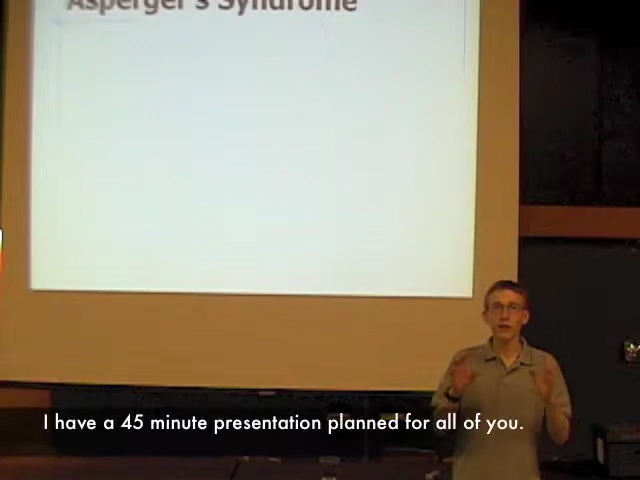 Asperger's Syndrome
I have a 45 minute presentation planned for all of you.